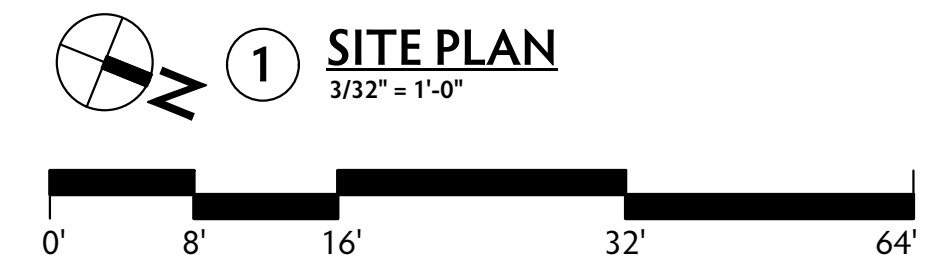 N
1
SITE PLAN
3/32" = 1'-0"
0' 8' 16' 32' 64'